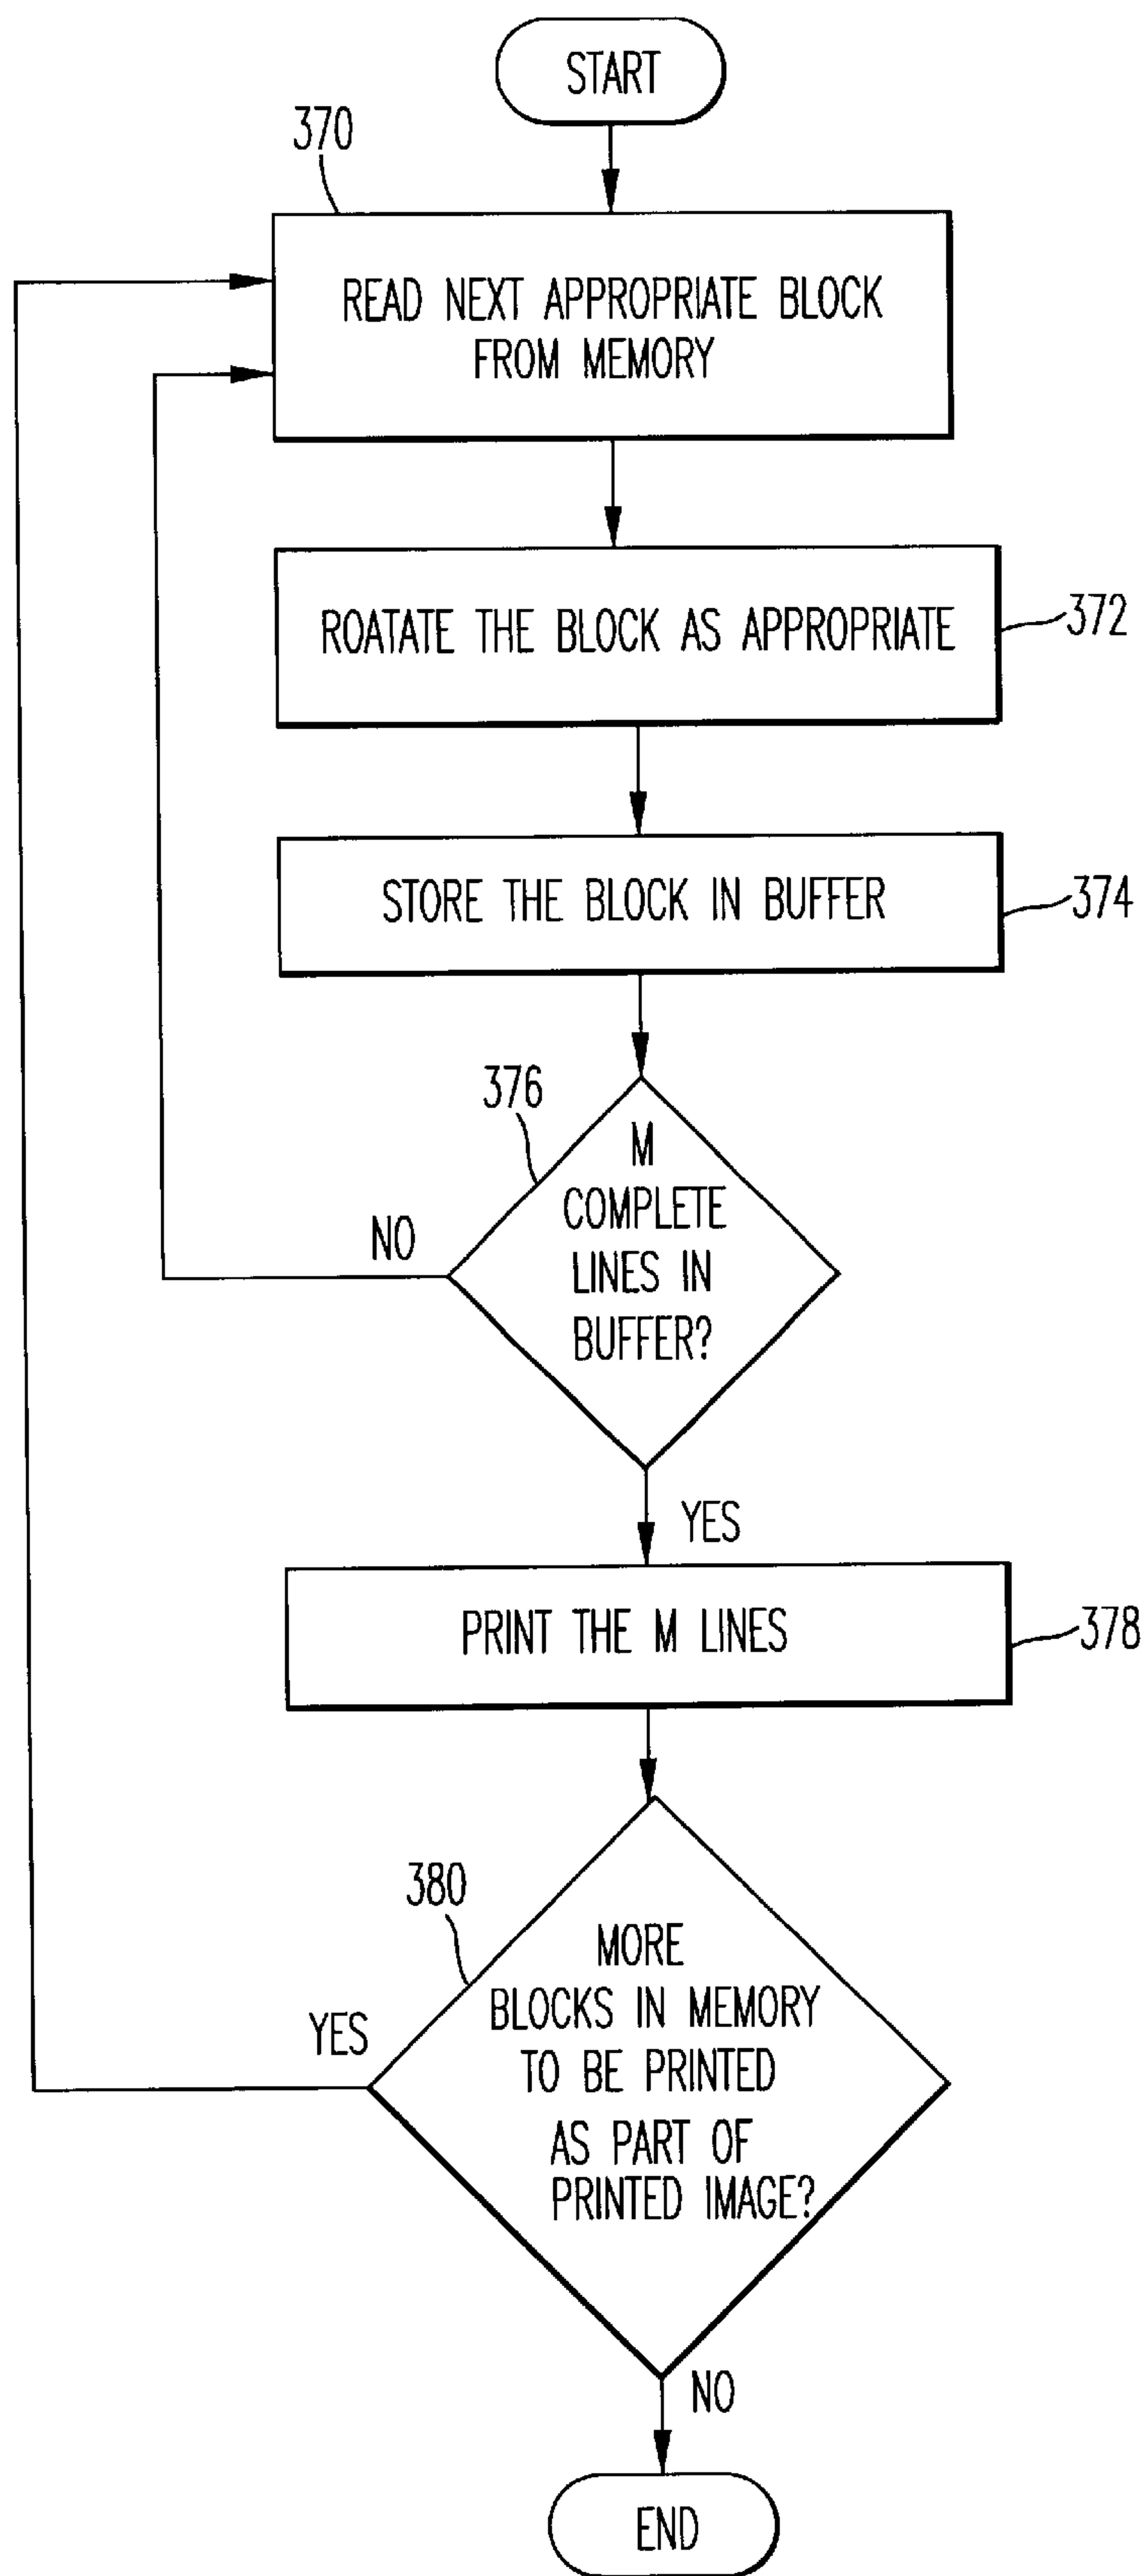 START
370
READ NEXT APPROPRIATE BLOCK
FROM MEMORY
ROATATE THE BLOCK AS APPROPRIATE
372
STORE THE BLOCK IN BUFFER
374
376
M
COMPLETE
LINES IN
BUFFER?
NO
YES
PRINT THE M LINES
378
380
MORE
BLOCKS IN MEMORY
TO BE PRINTED
AS PART OF
PRINTED IMAGE?
YES
NO
END